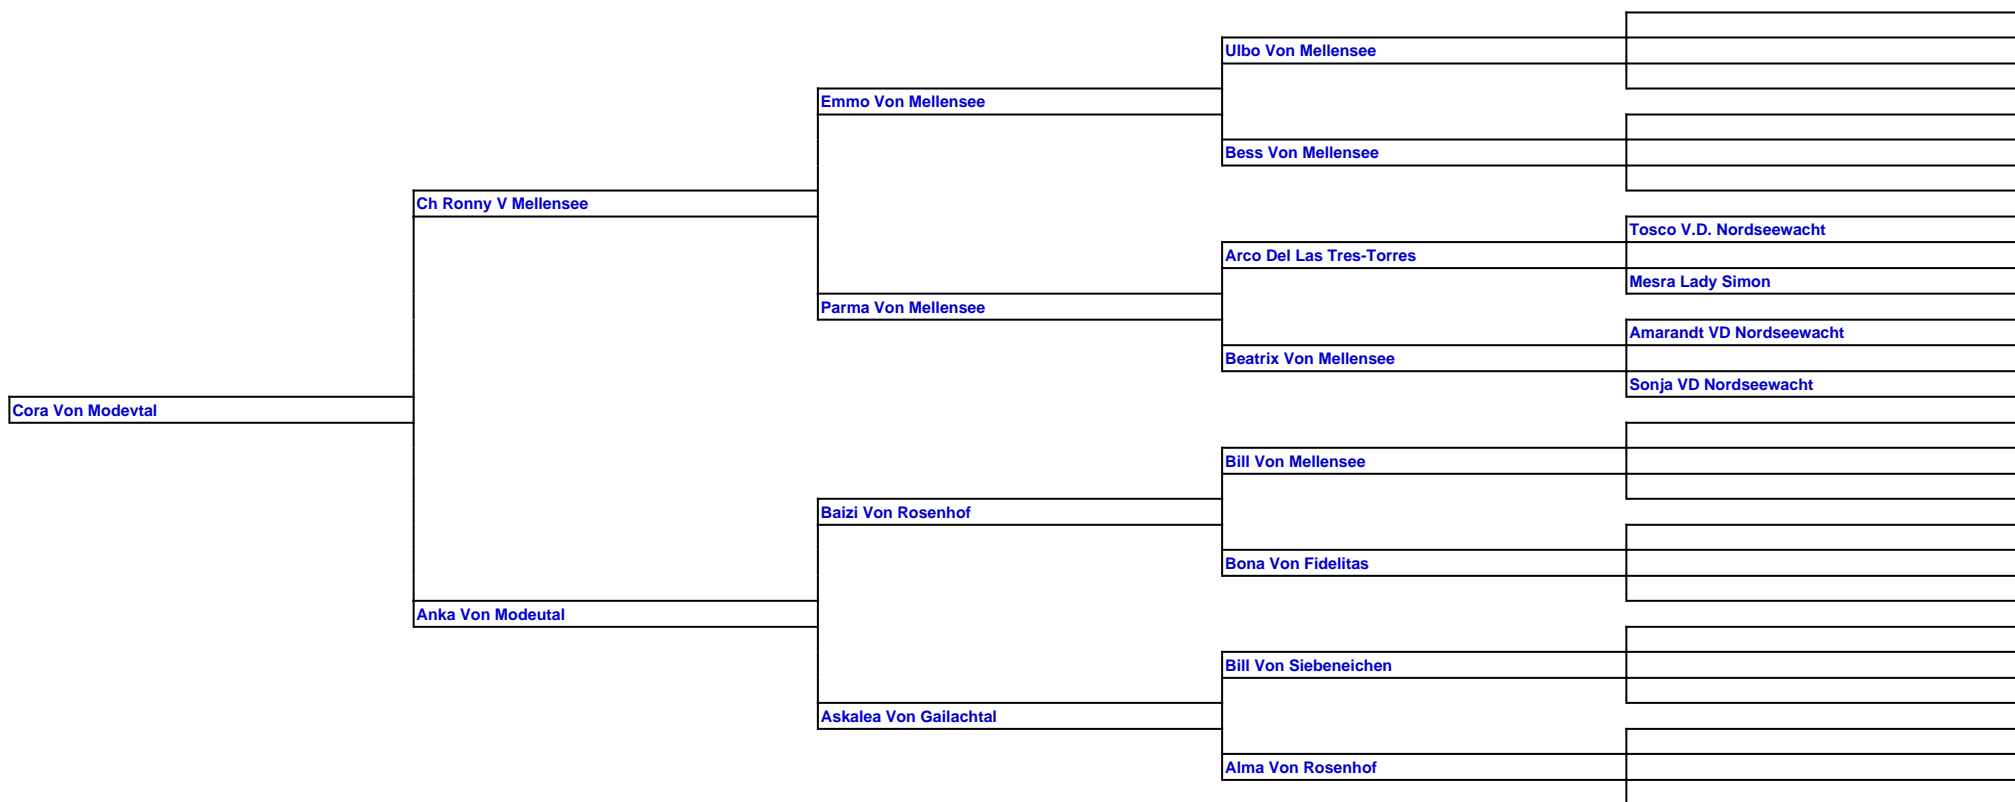 Ulbo Von Mellensee
Emmo Von Mellensee
Bess Von Mellensee
Ch Ronny V Mellensee
Tosco V.D. Nordseewacht
Arco Del Las Tres-Torres
Mesra Lady Simon
Parma Von Mellensee
Amarandt VD Nordseewacht
Beatrix Von Mellensee
Sonja VD Nordseewacht
Cora Von Modevtal
Bill Von Mellensee
Baizi Von Rosenhof
Bona Von Fidelitas
Anka Von Modeutal
Bill Von Siebeneichen
Askalea Von Gailachtal
Alma Von Rosenhof